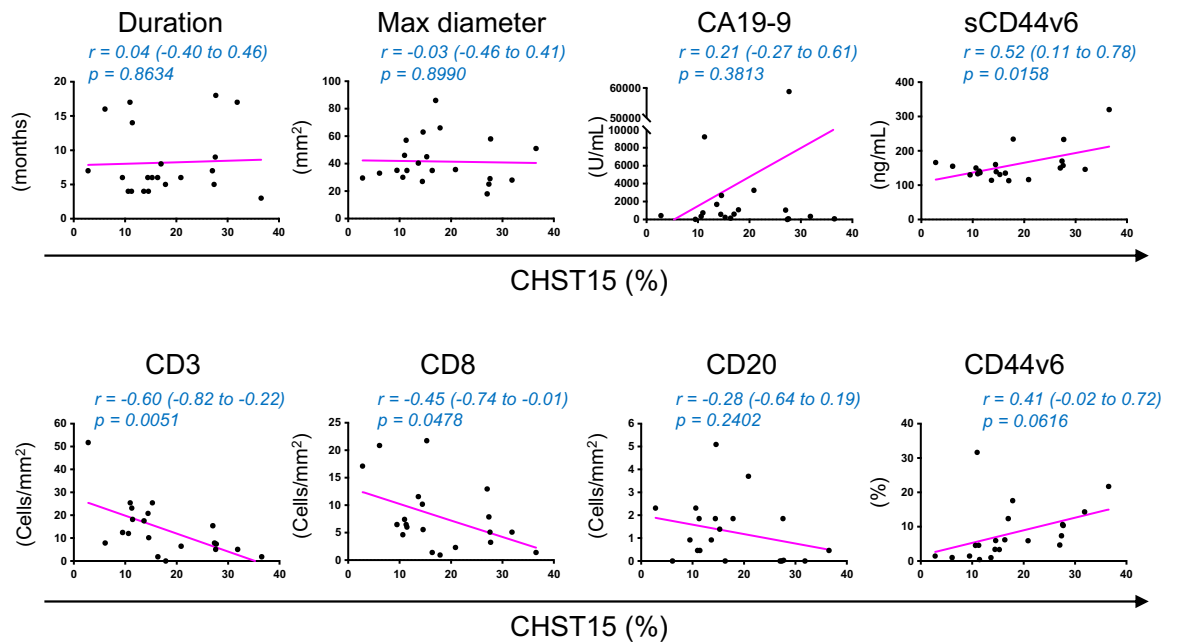 Duration
r = 0.04 (-0.40 to 0.46)
p = 0.8634
(months)
20
15
10
5
0
0 10 20 30 40
Max diameter
r = -0.03 (-0.46 to 0.41)
p = 0.8990
(mm²)
100
80
60
40
20
0
0 10 20 30 40
CA19-9
r = 0.21 (-0.27 to 0.61)
p = 0.3813
(U/mL)
60000
50000
10000
8000
6000
4000
2000
0
0 10 20 30 40
sCD44v6
r = 0.52 (0.11 to 0.78)
p = 0.0158
(ng/mL)
400
300
200
100
0
0 10 20 30 40
CHST15 (%)
CD3
r = -0.60 (-0.82 to -0.22)
p = 0.0051
(Cells/mm²)
60
50
40
30
20
10
0
0 10 20 30 40
CD8
r = -0.45 (-0.74 to -0.01)
p = 0.0478
(Cells/mm²)
25
20
15
10
5
0
0 10 20 30 40
CD20
r = -0.28 (-0.64 to 0.19)
p = 0.2402
(Cells/mm²)
6
5
4
3
2
1
0
0 10 20 30 40
CD44v6
r = 0.41 (-0.02 to 0.72)
p = 0.0616
(%)
40
30
20
10
0
0 10 20 30 40
CHST15 (%)